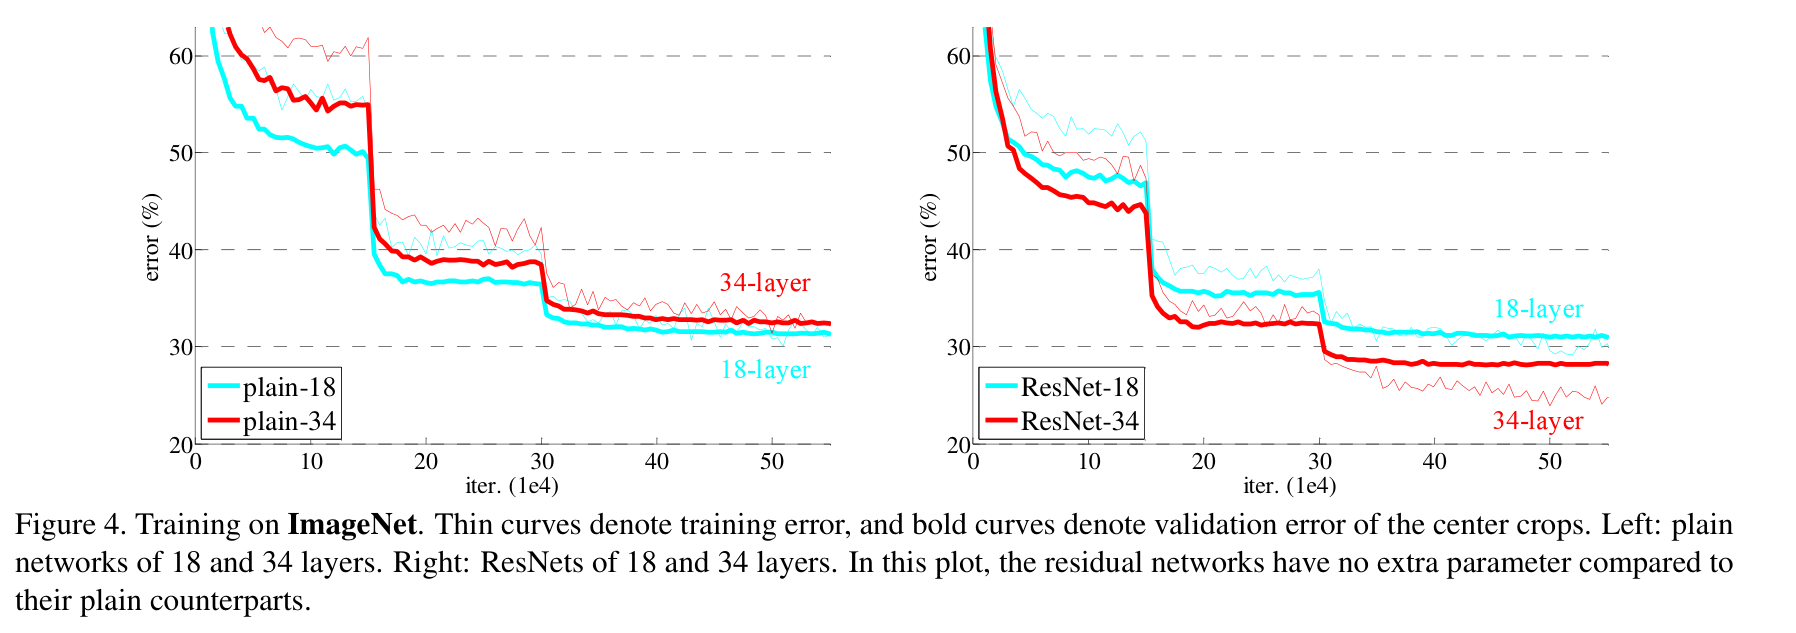 60
50
40
30
20
error (%)
34-layer
18-layer
plain-18
plain-34
0 10 20 30 40 50
iter. (1e4)
60
50
40
30
20
error (%)
18-layer
34-layer
ResNet-18
ResNet-34
0 10 20 30 40 50
iter. (1e4)
Figure 4. Training on ImageNet. Thin curves denote training error, and bold curves denote validation error of the center crops. Left: plain
networks of 18 and 34 layers. Right: ResNets of 18 and 34 layers. In this plot, the residual networks have no extra parameter compared to
their plain counterparts.